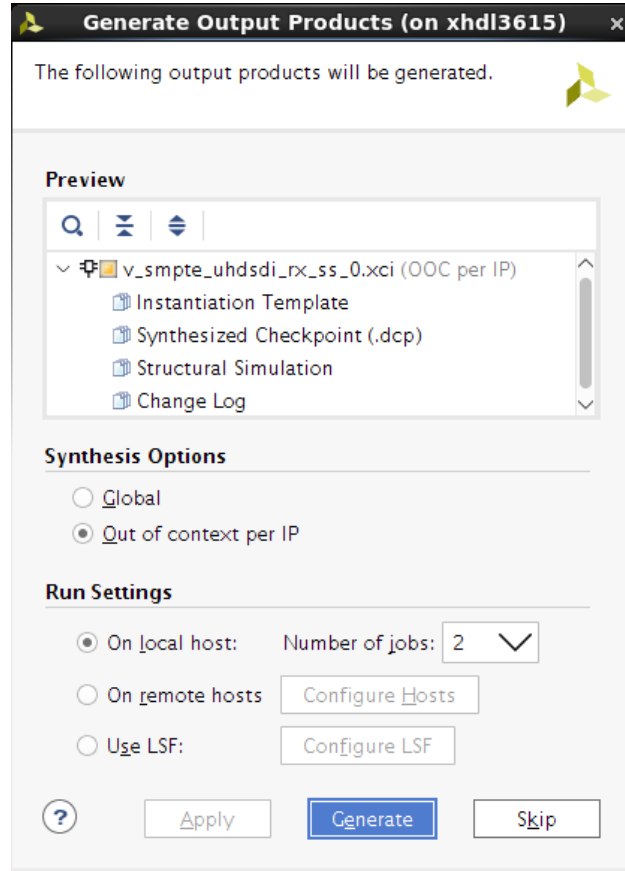 Generate Output Products (on xhdl3615) ×
The following output products will be generated.
Preview
v_smpte_uhdsdi_rx_ss_0.xci (OOC per IP)
Instantiation Template
Synthesized Checkpoint (.dcp)
Structural Simulation
Change Log
Synthesis Options
Global
Out of context per IP
Run Settings
On local host: Number of jobs: 2
On remote hosts Configure Hosts
Use LSF: Configure LSF
? Apply Generate Skip